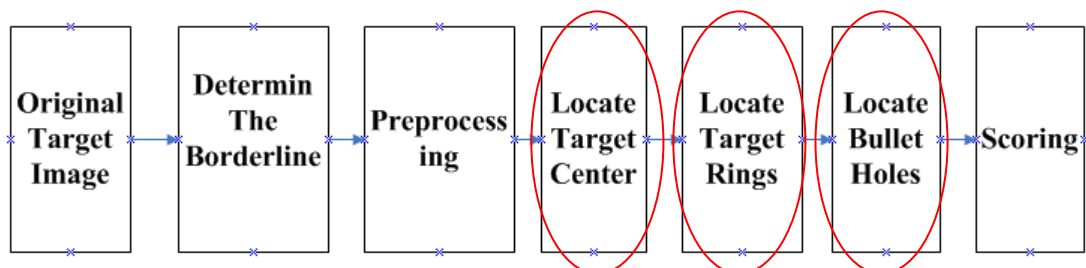 Original
Target
Image
Determin
The
Borderline
Preprocess
ing
Locate
Target
Center
Locate
Target
Rings
Locate
Bullet
Holes
Scoring